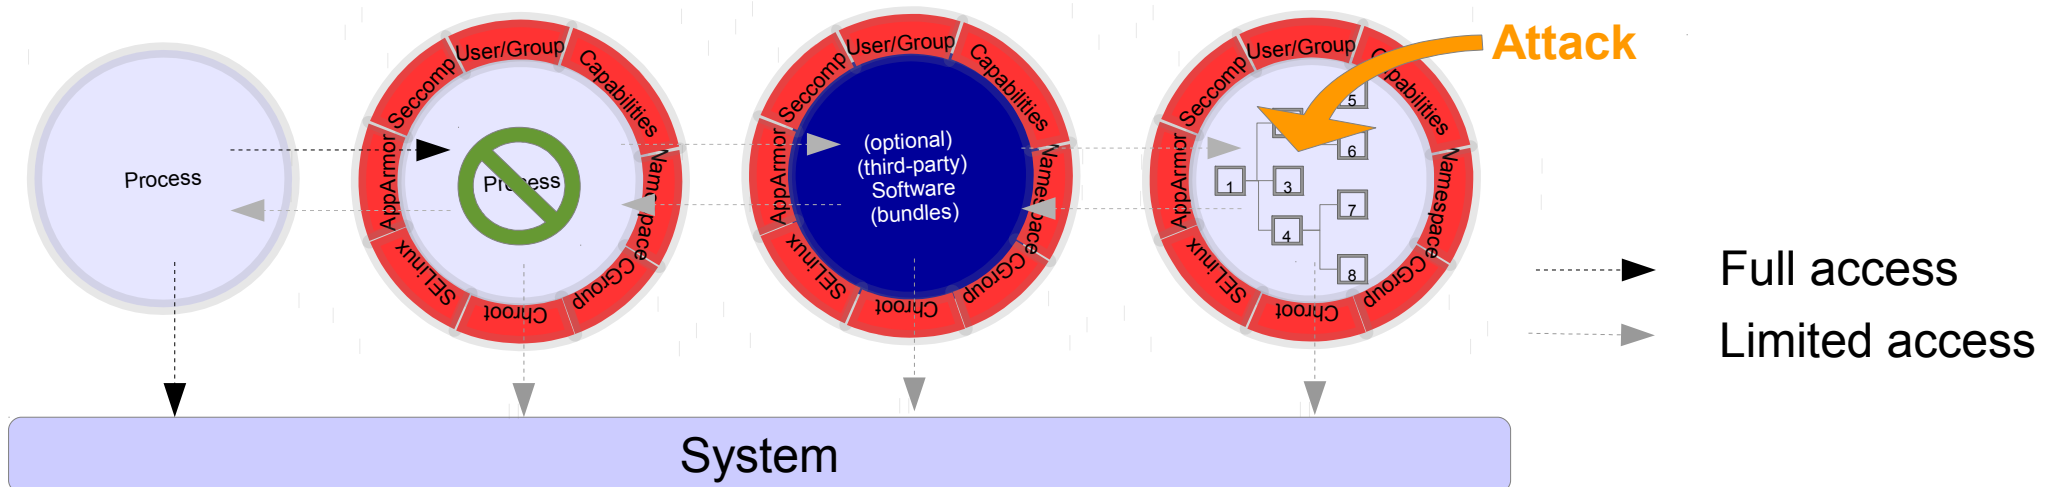 Process
User/Group
Capabilities
Namespace
CGroup
Chroot
SELinux
AppArmor
Seccomp
Process
User/Group
Capabilities
Namespace
CGroup
Chroot
SELinux
AppArmor
Seccomp
(optional)
(third-party)
Software
(bundles)
User/Group
Capabilities
Namespace
CGroup
Chroot
SELinux
AppArmor
Seccomp
1
3
4
5
6
7
8
Attack
Full access
Limited access
System